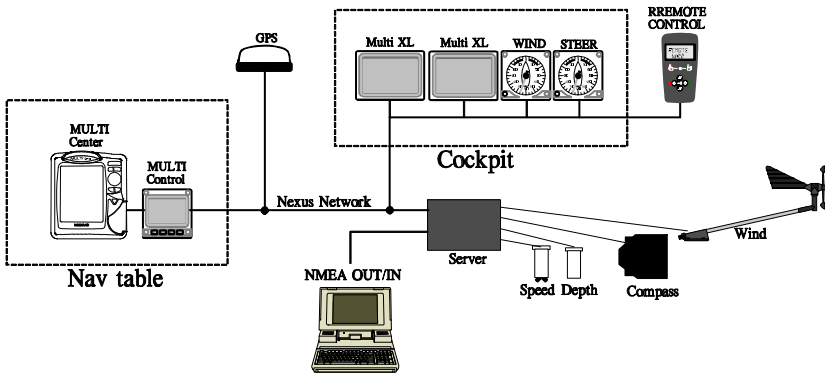 RREMOTE
CONTROL
GPS
Cockpit
Multi XL
Multi XL
WIND
STEER
MULTI
Center
MULTI
Control
Nav table
Nexus Network
Server
NMEA OUT/IN
Speed
Depth
Compass
Wind